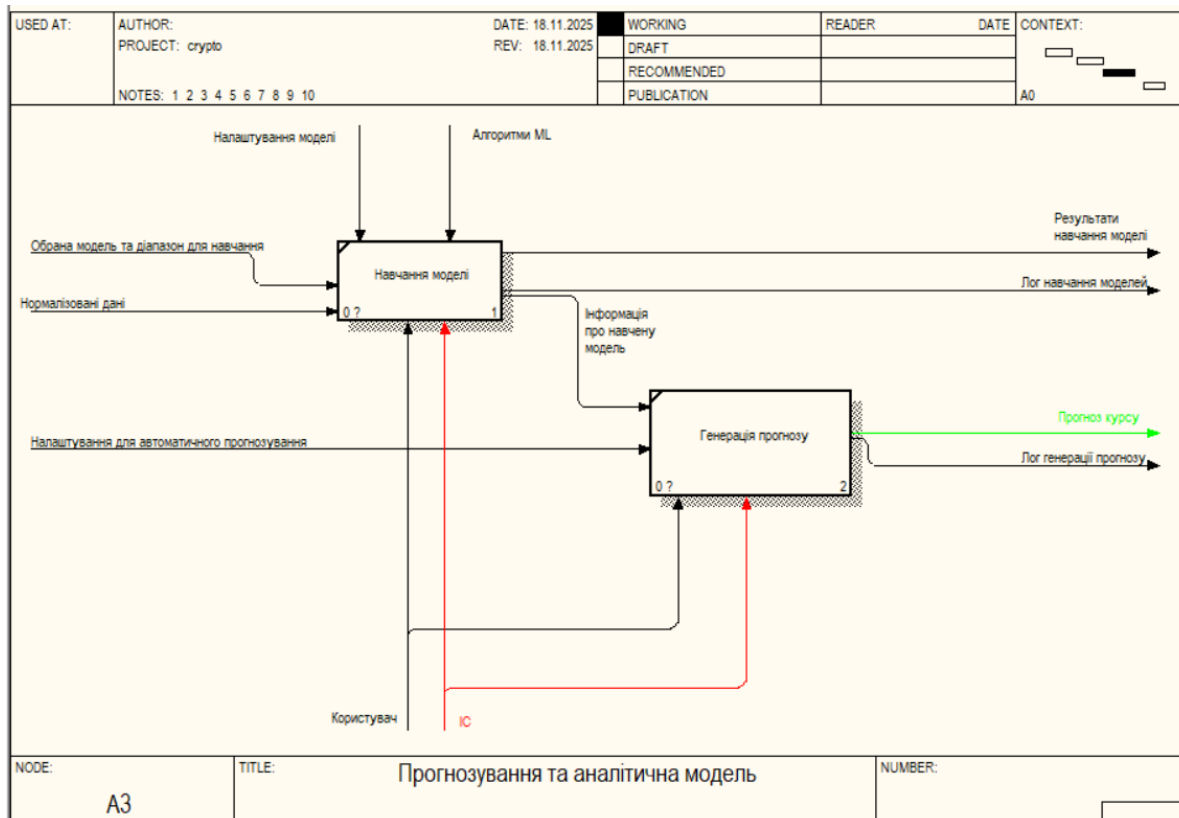 USED AT:
AUTHOR:
DATE: 18.11.2025
WORKING
READER
DATE
CONTEXT:
PROJECT: crypto
REV: 18.11.2025
DRAFT
RECOMMENDED
NOTES: 1 2 3 4 5 6 7 8 9 10
PUBLICATION
A0
Налаштування моделі
Алгоритми ML
Обрана модель та діапазон для навчання
Нормалізовані дані
Навчання моделі
0 ?
1
Результати
навчання моделі
Лог навчання моделей
Інформація
про навчену
модель
Налаштування для автоматичного прогнозування
Генерація прогнозу
0 ?
2
Прогноз курсу
Лог генерації прогнозу
Користувач
ІС
NODE:
TITLE:
Прогнозування та аналітична модель
NUMBER:
А3